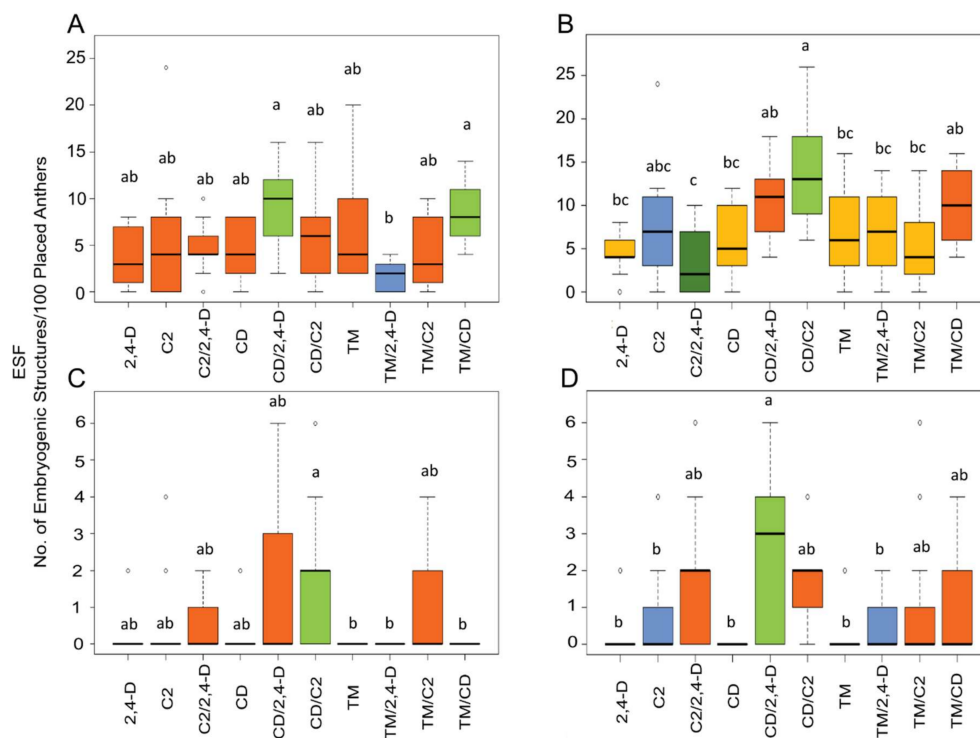 A
B
ESF
No. of Embryogenic Structures/100 Placed Anthers
25
20
15
10
5
0
ab ab ab ab a ab ab b ab a
2,4-D C2 C2/2,4-D CD CD/2,4-D CD/C2 TM TM/2,4-D TM/C2 TM/CD
25
20
15
10
5
0
bc abc c bc ab a bc bc bc ab
2,4-D C2 C2/2,4-D CD CD/2,4-D CD/C2 TM TM/2,4-D TM/C2 TM/CD
C
D
6
5
4
3
2
1
0
ab ab ab ab ab a b b ab b
2,4-D C2 C2/2,4-D CD CD/2,4-D CD/C2 TM TM/2,4-D TM/C2 TM/CD
6
5
4
3
2
1
0
b b ab b a ab b b ab ab
2,4-D C2 C2/2,4-D CD CD/2,4-D CD/C2 TM TM/2,4-D TM/C2 TM/CD